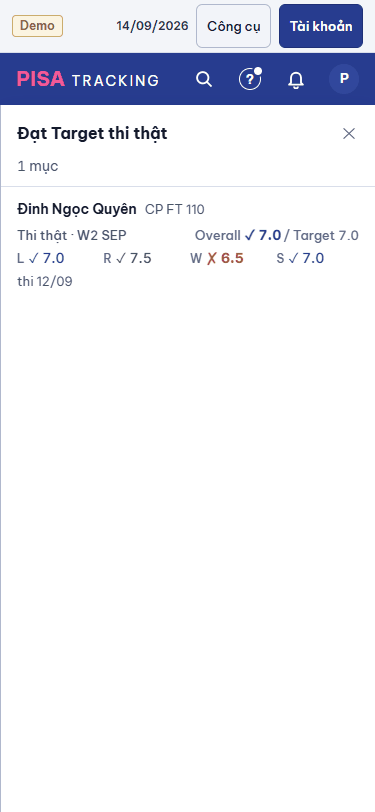 Demo 14/09/2026 Công cụ Tài khoản
PISA TRACKING ? P
Đạt Target thi thật
1 mục
Đinh Ngọc Quyên CP FT 110
Thi thật · W2 SEP Overall ✓ 7.0 / Target 7.0
L ✓ 7.0 R ✓ 7.5 W ✗ 6.5 S ✓ 7.0
thi 12/09